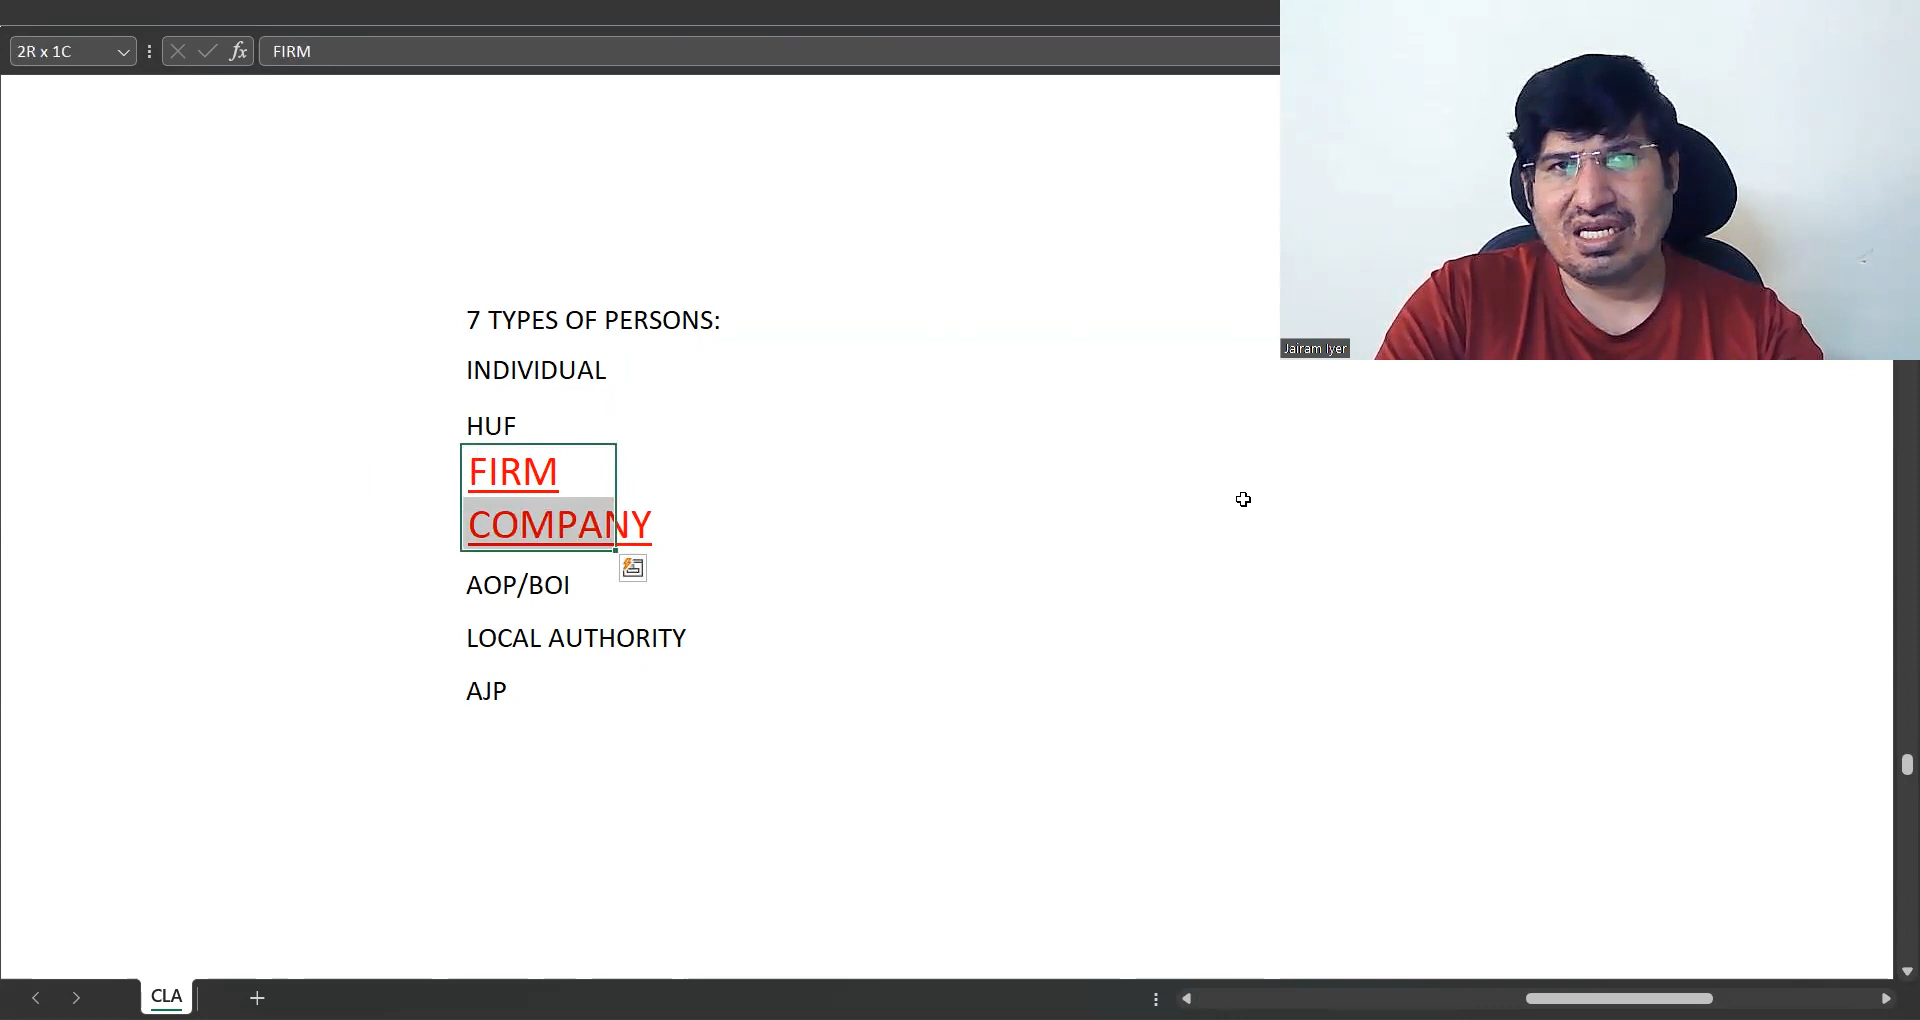 2R x 1C
fx
FIRM
Jairam Iyer
7 TYPES OF PERSONS:
INDIVIDUAL
HUF
FIRM
COMPANY
AOP/BOI
LOCAL AUTHORITY
AJP
CLA